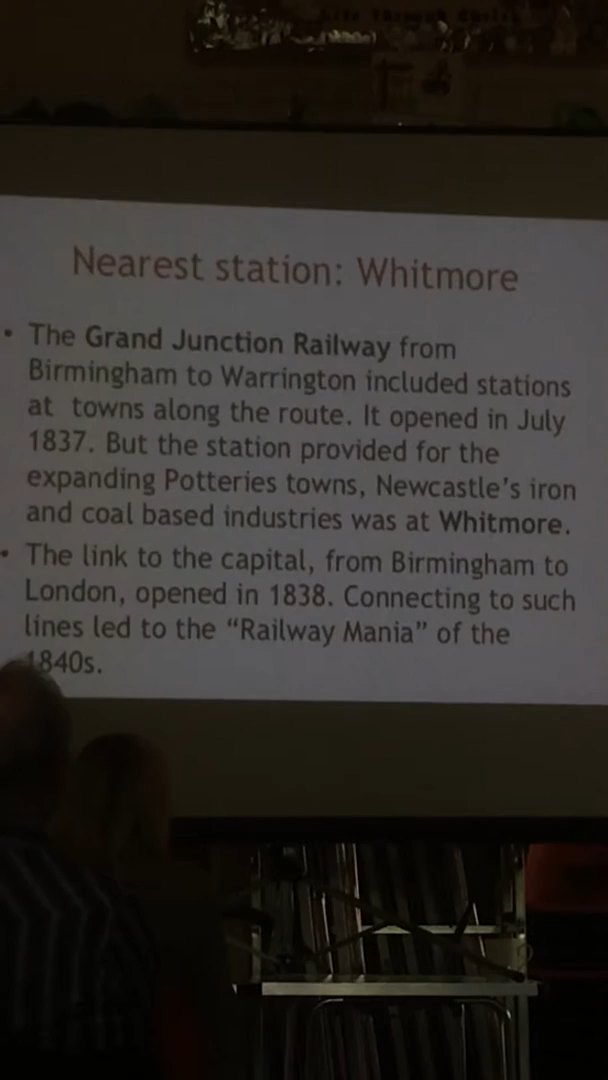 Nearest station: Whitmore
• The Grand Junction Railway from
Birmingham to Warrington included stations
at towns along the route. It opened in July
1837. But the station provided for the
expanding Potteries towns, Newcastle's iron
and coal based industries was at Whitmore.
• The link to the capital, from Birmingham to
London, opened in 1838. Connecting to such
lines led to the “Railway Mania” of the
1840s.